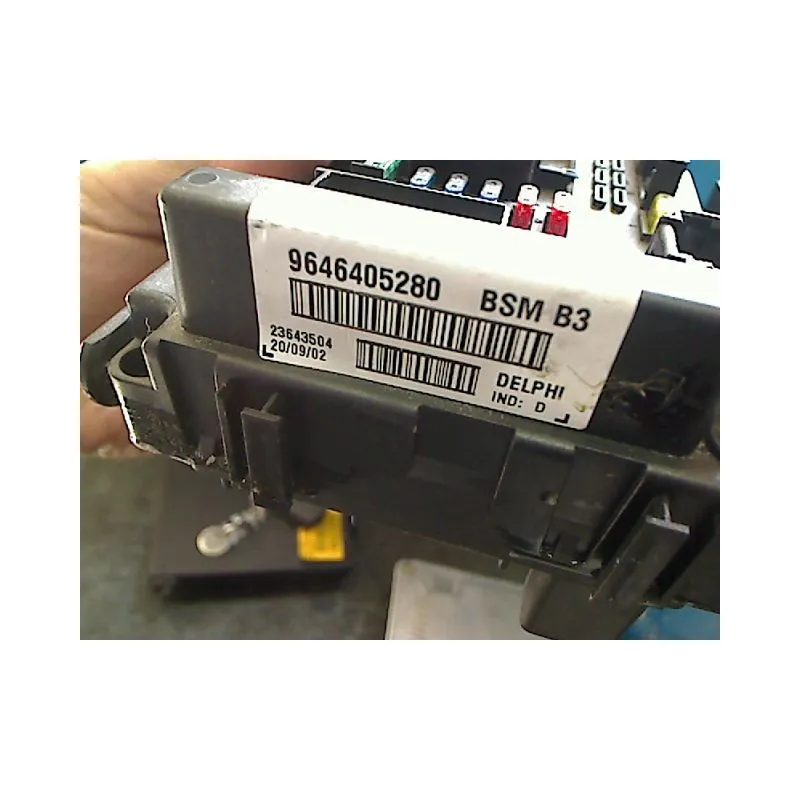 9646405280 BSM B3
23643504
20/09/02
DELPHI
IND: D